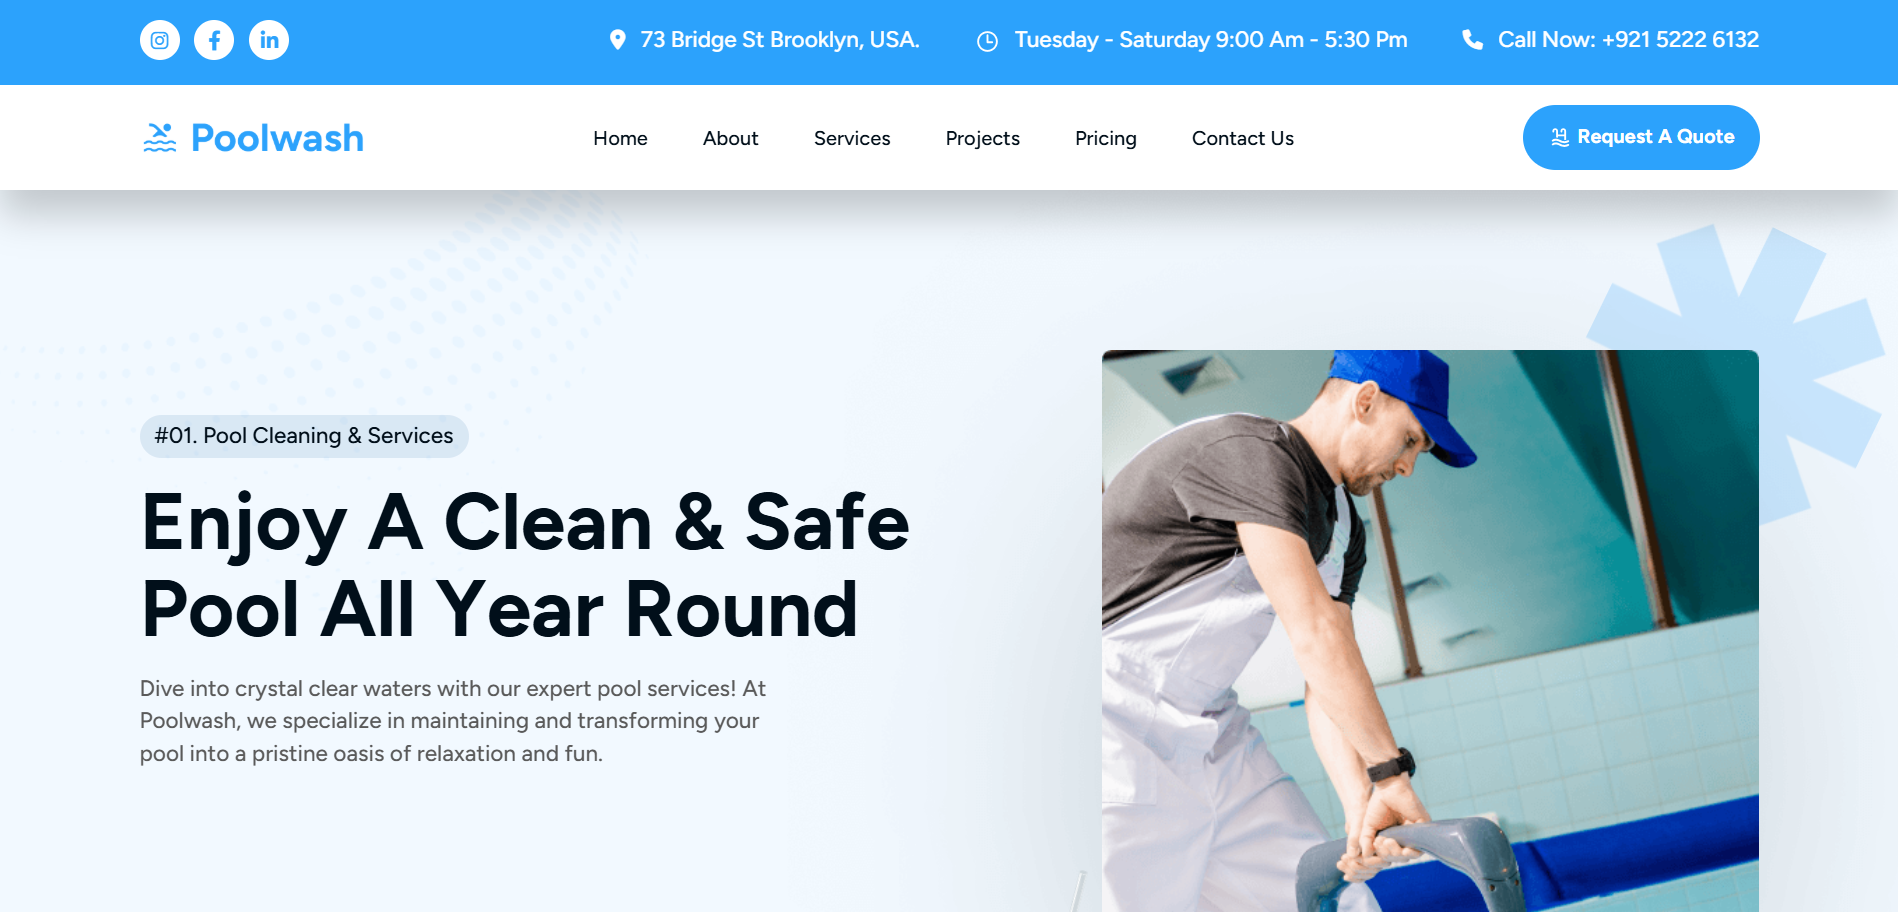 73 Bridge St Brooklyn, USA.
Tuesday - Saturday 9:00 Am - 5:30 Pm
Call Now: +921 5222 6132
Poolwash
Home
About
Services
Projects
Pricing
Contact Us
Request A Quote
#01. Pool Cleaning & Services
Enjoy A Clean & Safe
Pool All Year Round
Dive into crystal clear waters with our expert pool services! At
Poolwash, we specialize in maintaining and transforming your
pool into a pristine oasis of relaxation and fun.